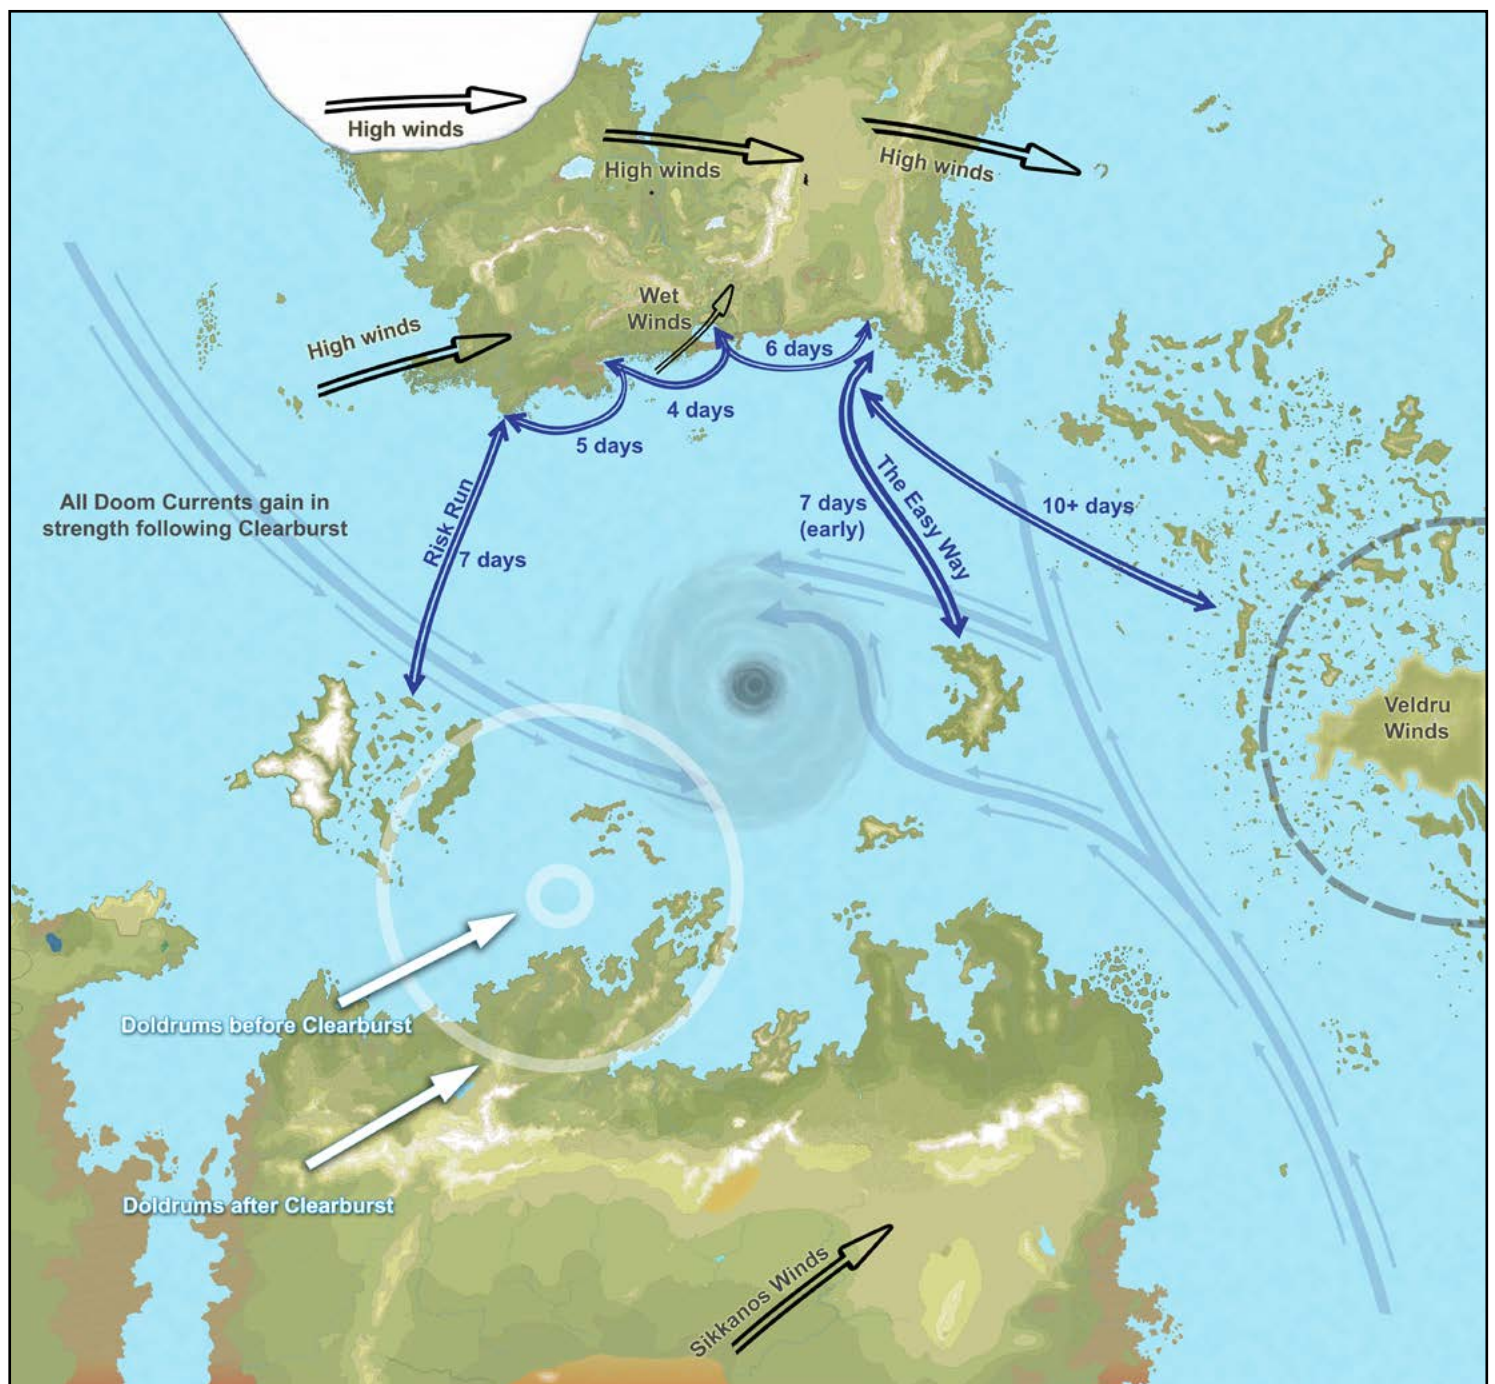 High winds
High winds
High winds
Wet
Winds
High winds
6 days
4 days
5 days
All Doom Currents gain in
strength following Clearburst
Risk Run
7 days
7 days
(early)
The Easy Way
10+ days
Veldru
Winds
Doldrums before Clearburst
Doldrums after Clearburst
Sikkanos Winds